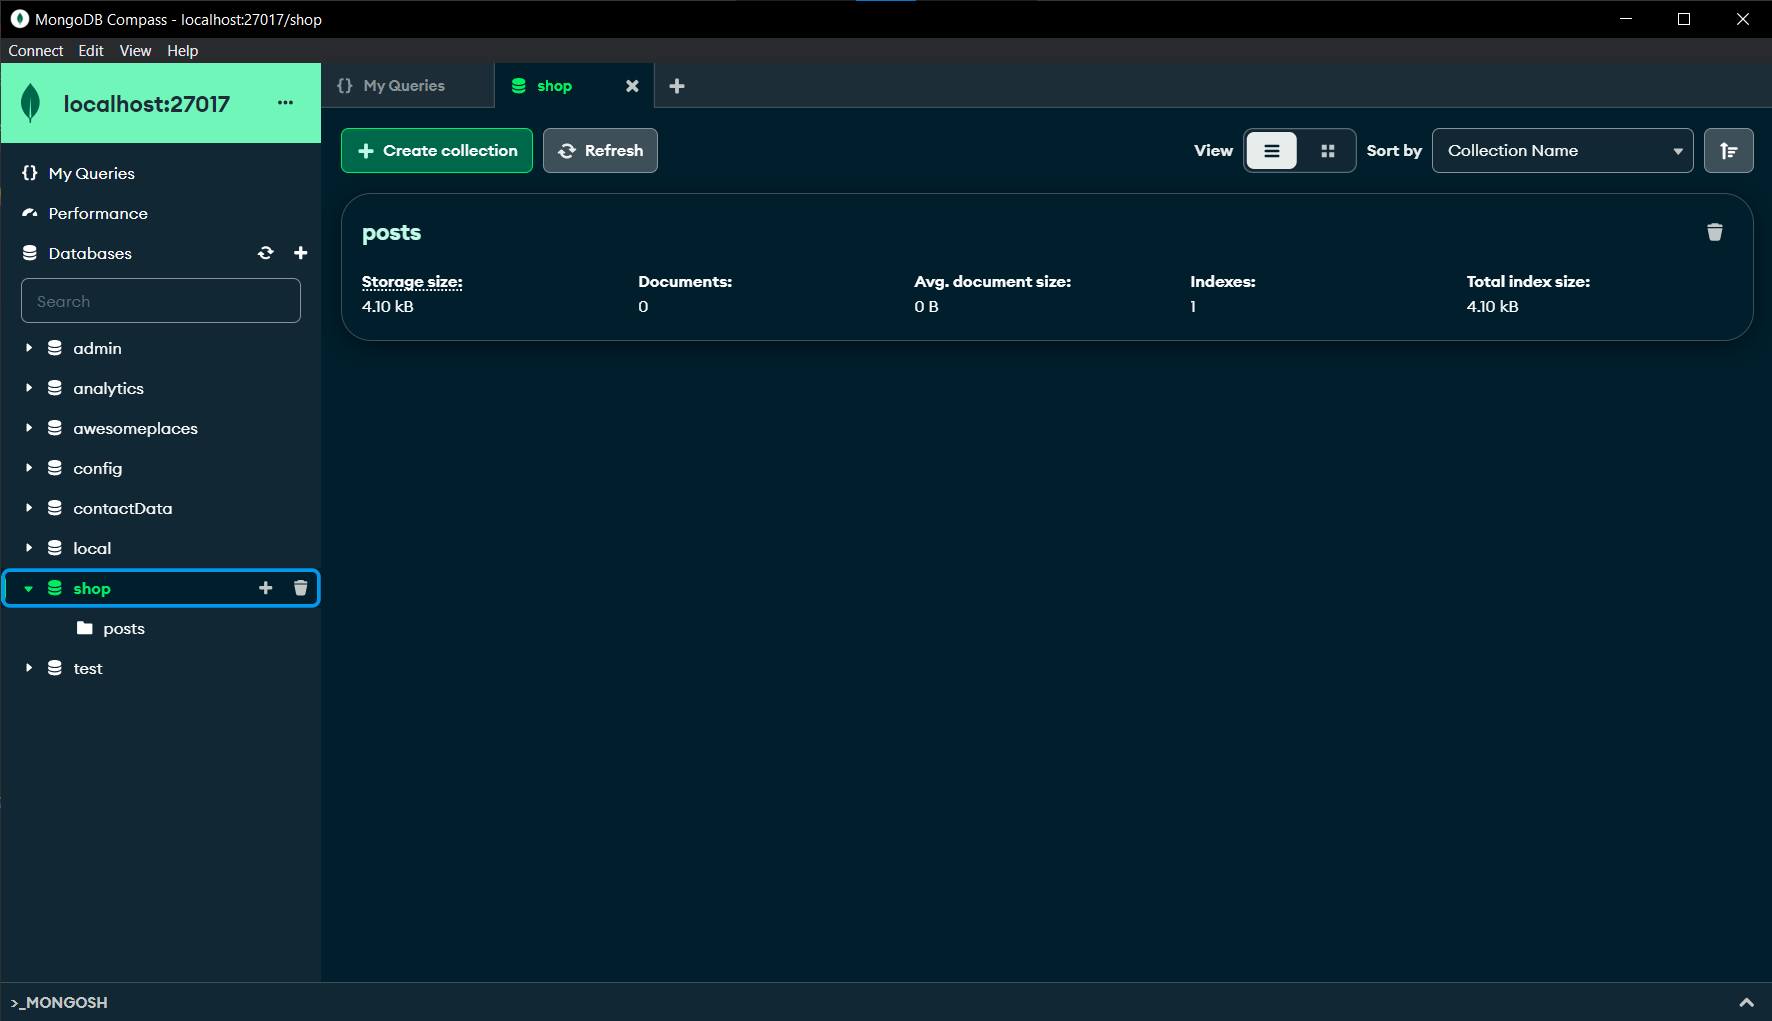 MongoDB Compass - localhost:27017/shop
Connect Edit View Help
localhost:27017 ...
{} My Queries
shop
Create collection
Refresh
View
Sort by
Collection Name
{} My Queries
Performance
Databases
Search
admin
analytics
awesomeplaces
config
contactData
local
shop
posts
test
posts
Storage size: Documents: Avg. document size: Indexes: Total index size:
4.10 kB 0 0 B 1 4.10 kB
>_MONGOSH